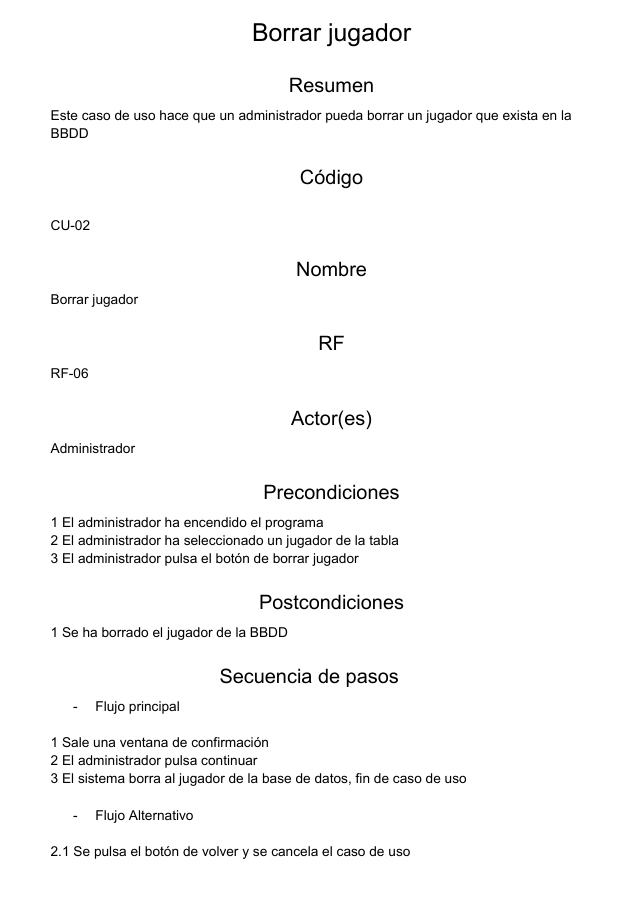 Borrar jugador
Resumen
Este caso de uso hace que un administrador pueda borrar un jugador que exista en la
BBDD
Código
CU-02
Nombre
Borrar jugador
RF
RF-06
Actor(es)
Administrador
Precondiciones
1 El administrador ha encendido el programa
2 El administrador ha seleccionado un jugador de la tabla
3 El administrador pulsa el botón de borrar jugador
Postcondiciones
1 Se ha borrado el jugador de la BBDD
Secuencia de pasos
- Flujo principal
1 Sale una ventana de confirmación
2 El administrador pulsa continuar
3 El sistema borra al jugador de la base de datos, fin de caso de uso
- Flujo Alternativo
2.1 Se pulsa el botón de volver y se cancela el caso de uso